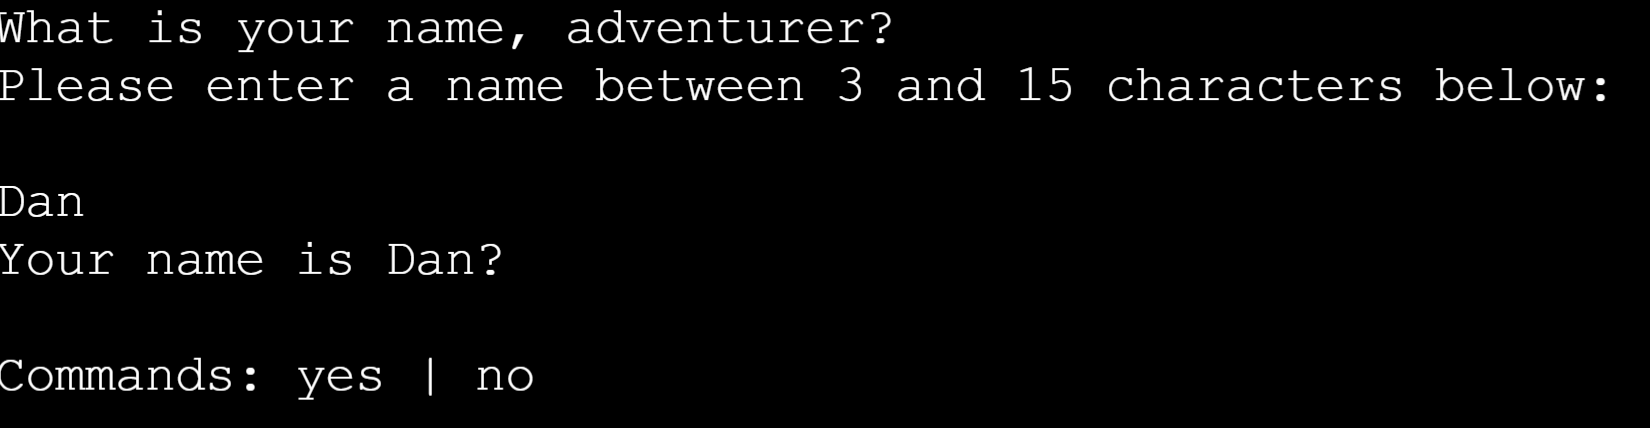 What is your name, adventurer?
Please enter a name between 3 and 15 characters below:
Dan
Your name is Dan?
Commands: yes | no